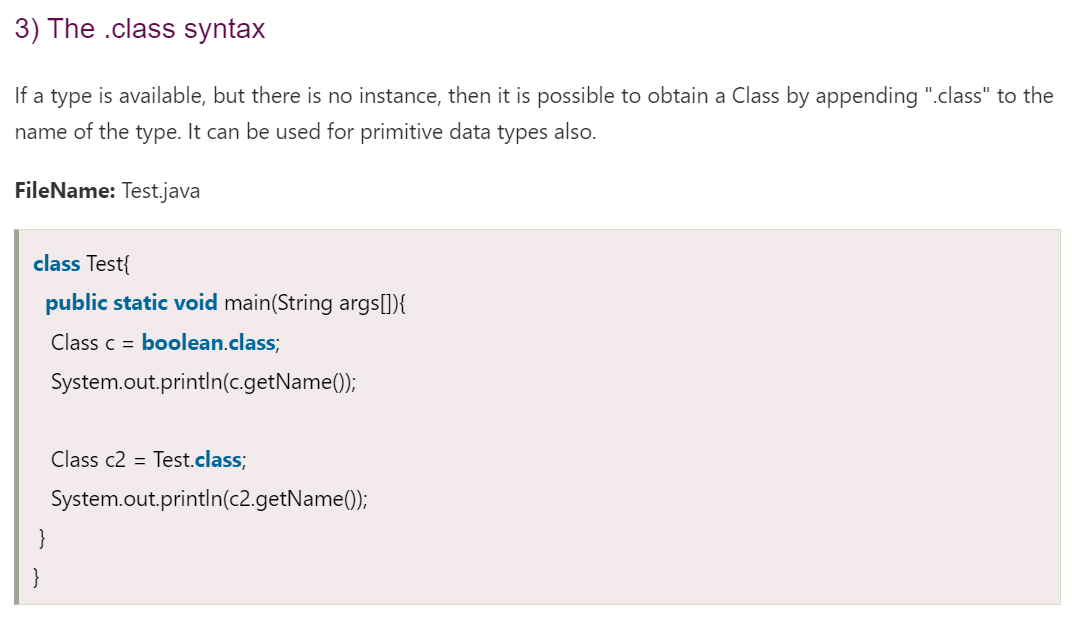 3) The .class syntax
If a type is available, but there is no instance, then it is possible to obtain a Class by appending ".class" to the
name of the type. It can be used for primitive data types also.
FileName: Test.java
class Test{
public static void main(String args[]){
Class c = boolean.class;
System.out.println(c.getName());
Class c2 = Test.class;
System.out.println(c2.getName());
}
}